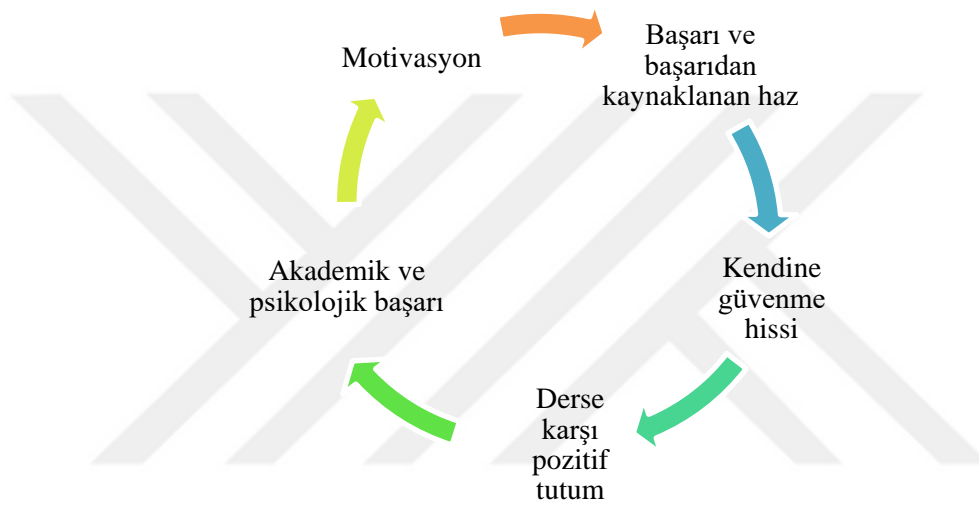 Motivasyon
Başarı ve
başarıdan
kaynaklanan haz
Kendine
güvenme
hissi
Derse
karşı
pozitif
tutum
Akademik ve
psikolojik başarı